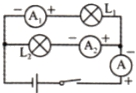 − A₁ + L₁
L₂ − A₂ + −
A
+